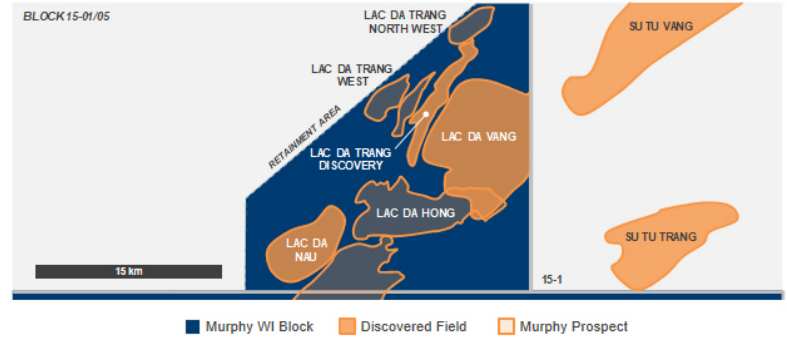 BLOCK 15-01/05
LAC DA TRANG
NORTH WEST
SU TU VANG
LAC DA TRANG
WEST
RETAINMENT AREA
LAC DA VANG
LAC DA TRANG
DISCOVERY
LAC DA HONG
LAC DA
NAU
SU TU TRANG
15 km
15-1
Murphy WI Block
Discovered Field
Murphy Prospect